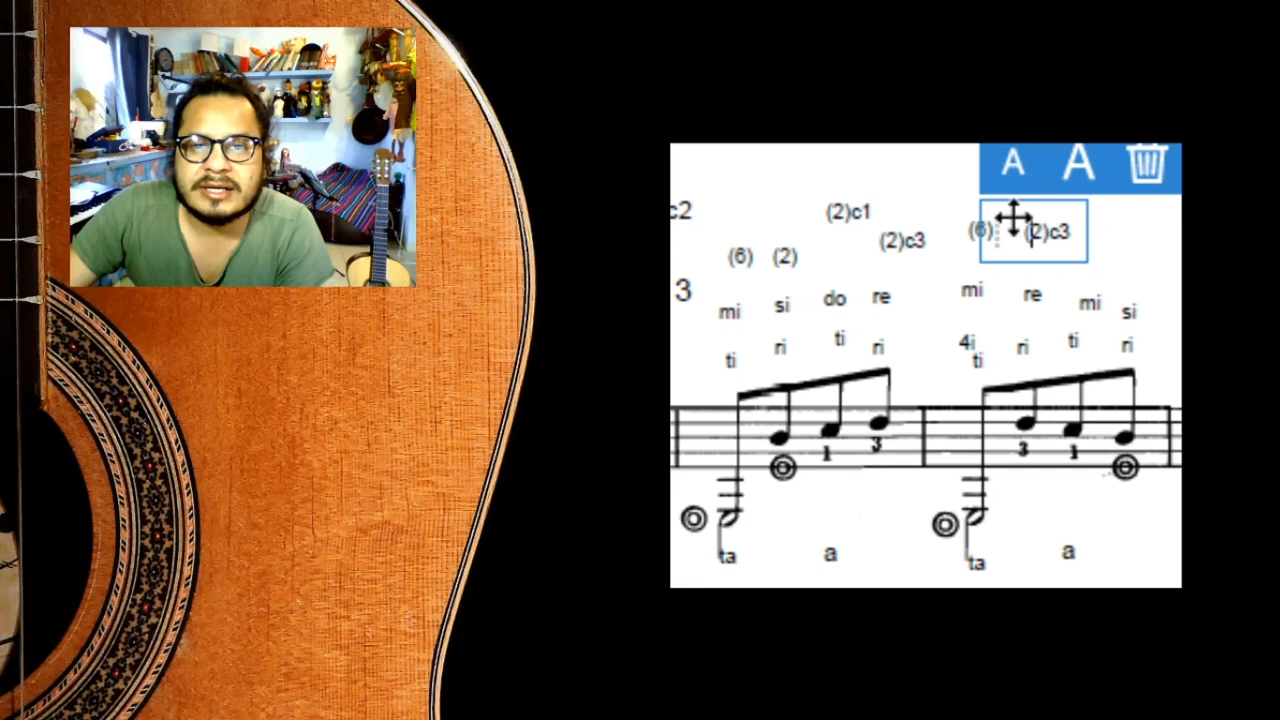 A A
c2 (2)c1 (6) (2)c3
(6) (2) (2)c3
3 mi si do re mi re mi si
4i
ti ri ti ri ti ri ti ri
1 3 3 1
ta a ta a